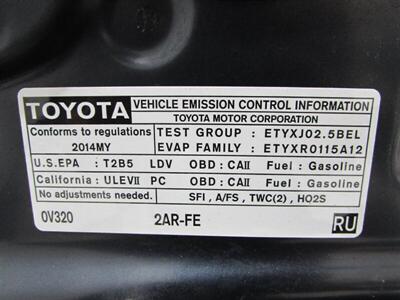 TOYOTA
VEHICLE EMISSION CONTROL INFORMATION
TOYOTA MOTOR CORPORATION
Conforms to regulations
2014MY
TEST GROUP : ETYXJ02.5BEL
EVAP FAMILY : ETYXR0115A12
U.S.EPA : T2B5 LDV OBD : CAII Fuel : Gasoline
California : ULEVII PC OBD : CAII Fuel : Gasoline
No adjustments needed.
SFI , A/FS , TWC(2) , HO2S
0V320
2AR-FE
RU